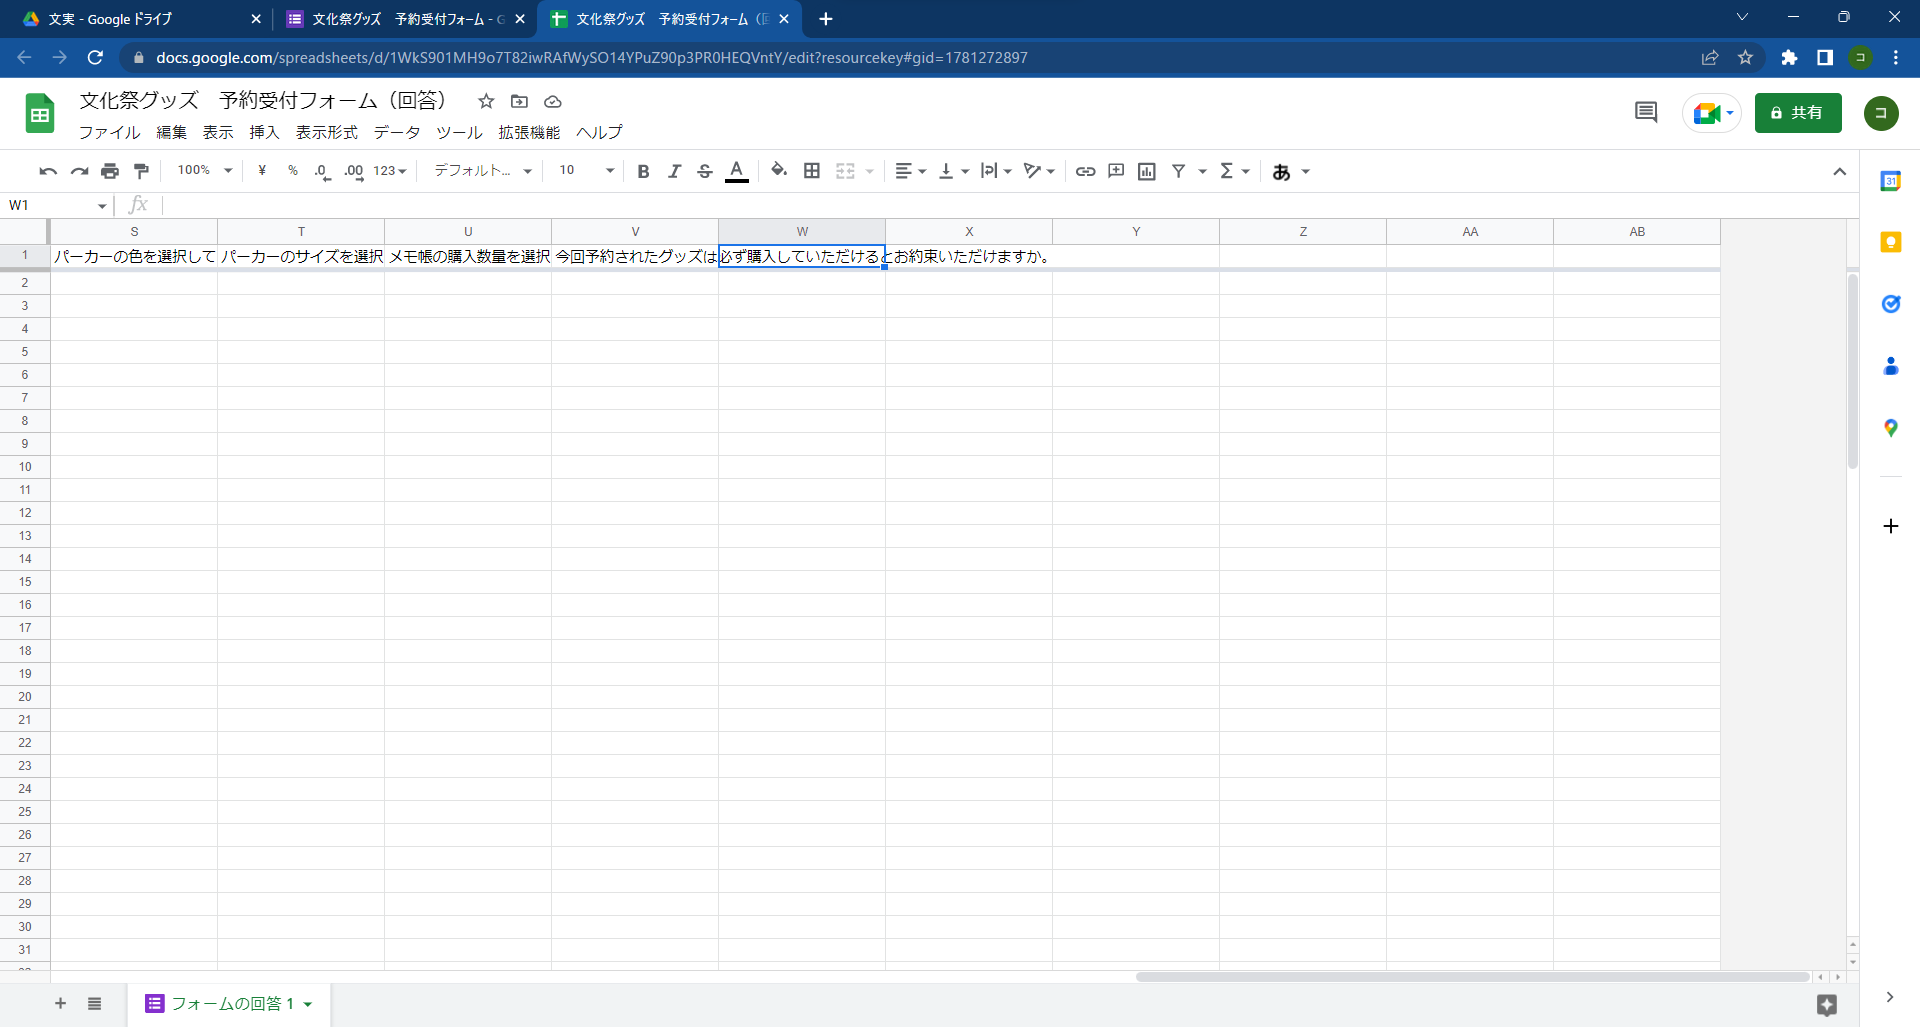 文実 - Google ドライブ
文化祭グッズ　予約受付フォーム - G
文化祭グッズ　予約受付フォーム（回
docs.google.com/spreadsheets/d/1WkS901MH9o7T82iwRAfWySO14YPuZ90p3PR0HEQVntY/edit?resourcekey#gid=1781272897
コ
文化祭グッズ　予約受付フォーム（回答）
ファイル 編集 表示 挿入 表示形式 データ ツール 拡張機能 ヘルプ
共有
コ
100% ¥ % .0 .00 123 デフォルト... 10 B I S A Σ あ
31
W1 fx
S T U V W X Y Z AA AB
1 パーカーの色を選択して パーカーのサイズを選択 メモ帳の購入数量を選択 今回予約されたグッズは必ず購入していただけるとお約束いただけますか。
2
3
4
5
6
7
8
9
10
11
12
13
14
15
16
17
18
19
20
21
22
23
24
25
26
27
28
29
30
31
フォームの回答 1